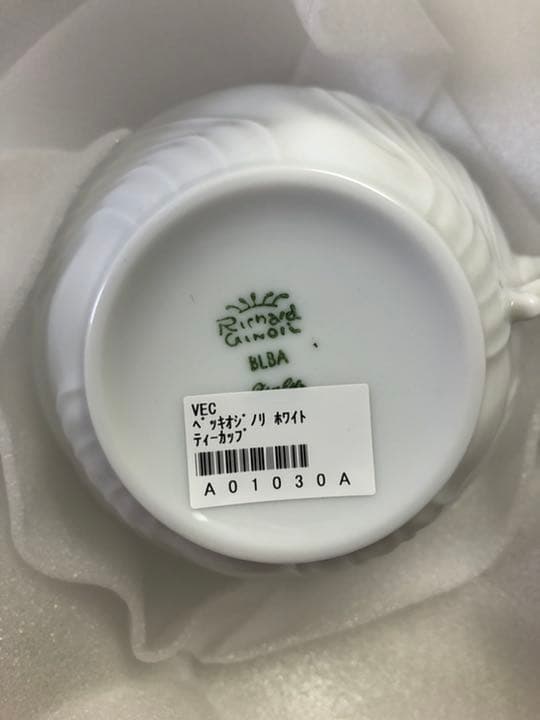 Richard
GINORI
BLBA
VEC
ﾍﾞｯｷｵｼﾞﾉﾘ ﾎﾜｲﾄ
ﾃｨｰｶｯﾌﾟ
A01030A